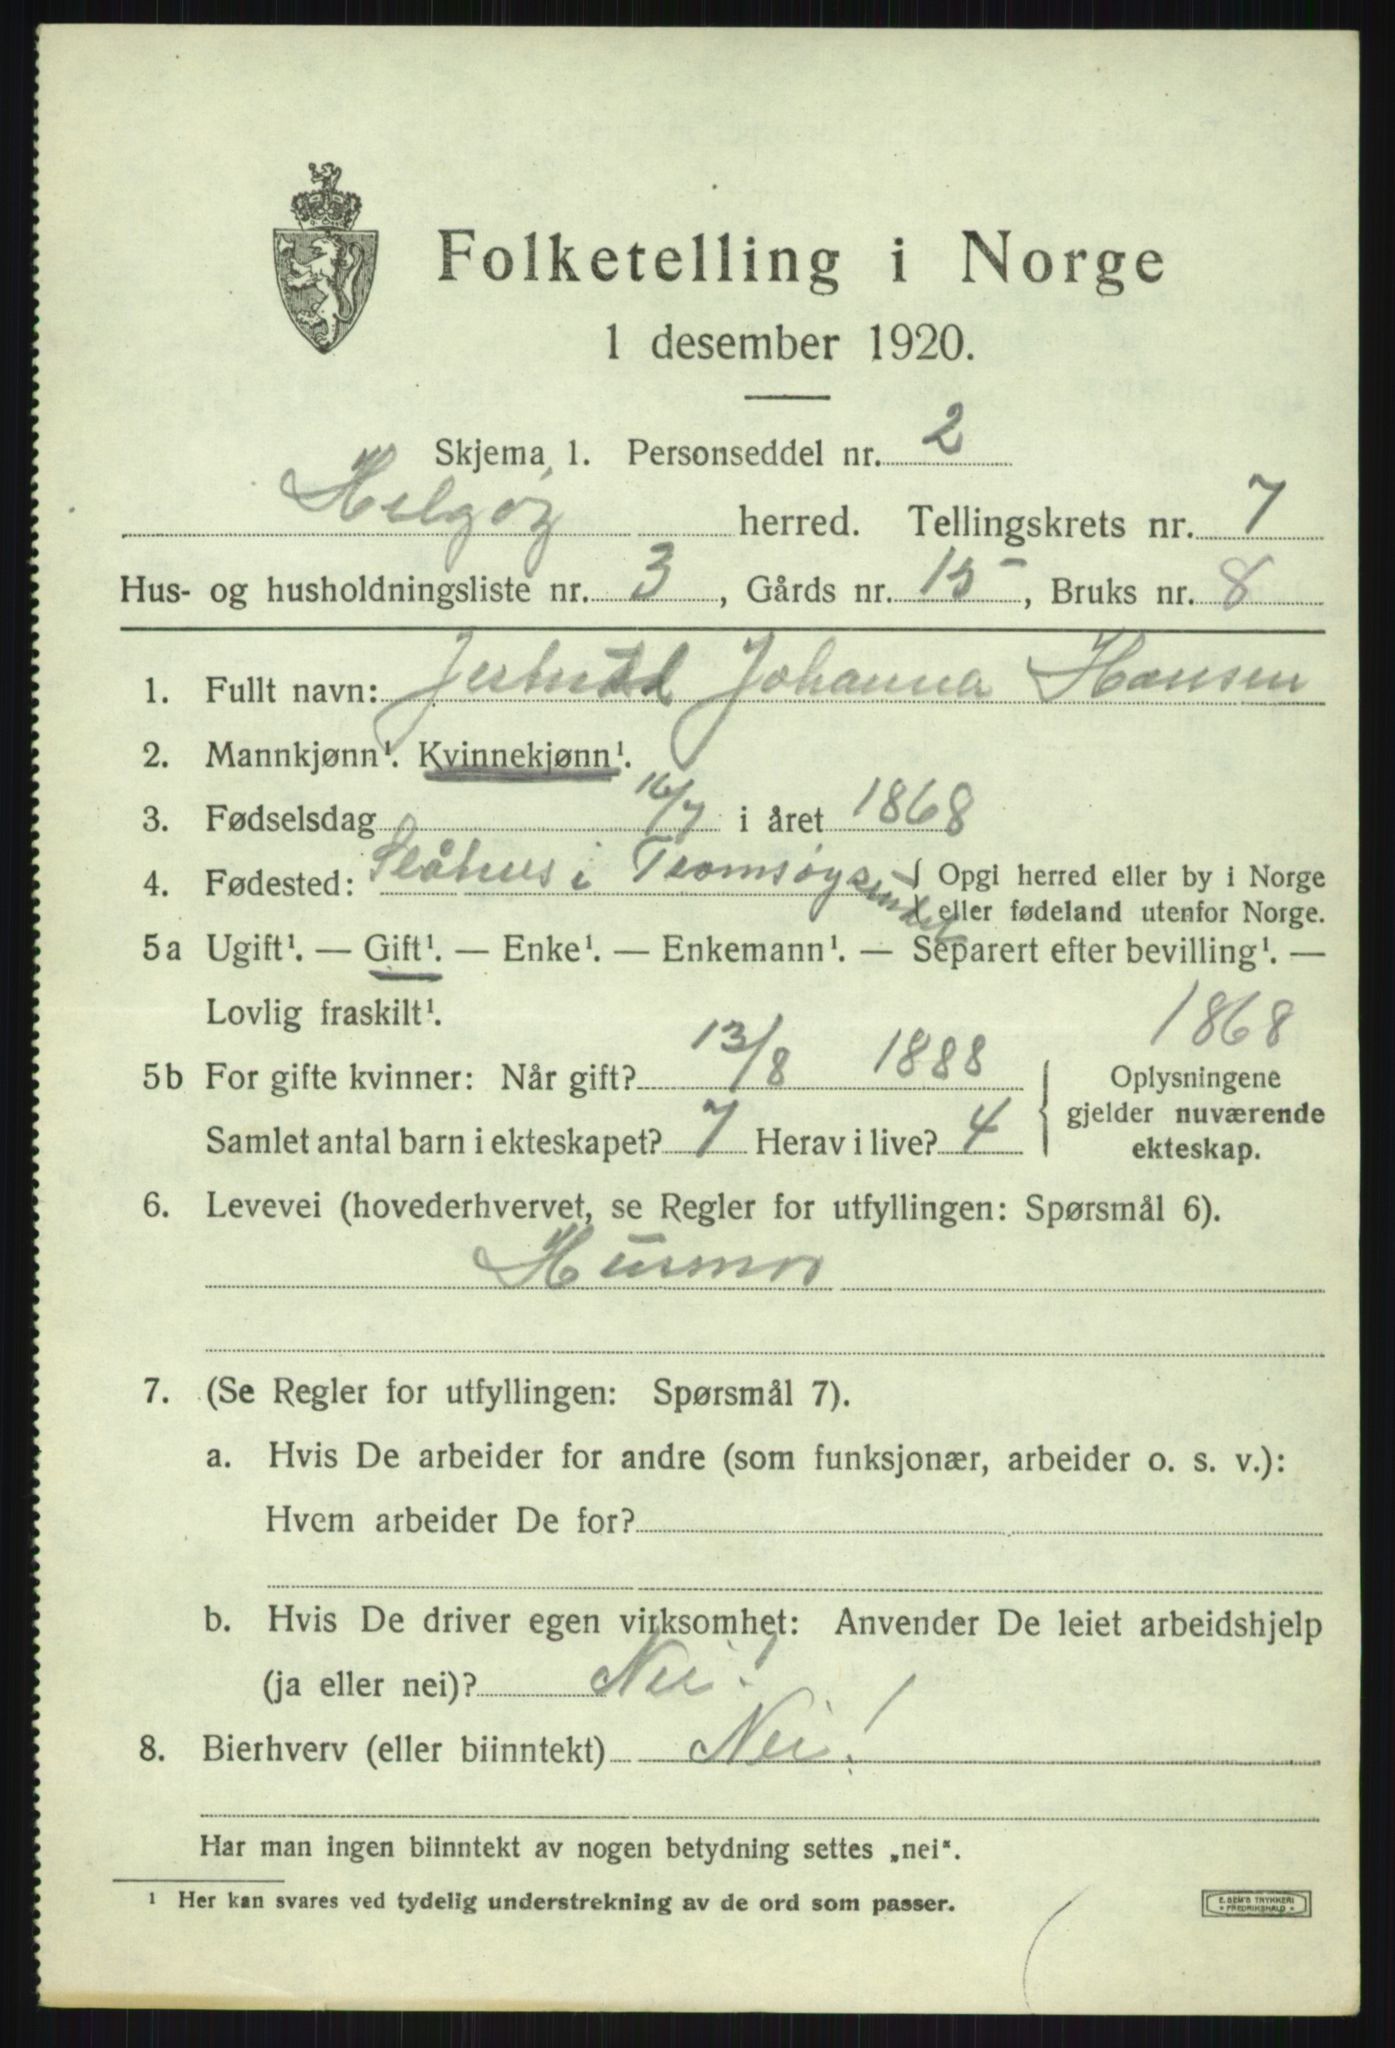 Folketelling i Norge
1 desember 1920.
Skjema 1. Personseddel nr. 2
Helgøy herred. Tellingskrets nr. 7
Hus- og husholdningsliste nr. 3, Gårds nr. 15, Bruks nr. 8
1. Fullt navn: Johanna Hansen
2. Mannkjønn¹. Kvinnekjønn¹.
3. Fødselsdag 16/7 i året 1868
4. Fødested: Slåhus i Tromsøysundet { Opgi herred eller by i Norge
eller fødeland utenfor Norge.
5a Ugift¹. — Gift¹. — Enke¹. — Enkemann¹. — Separert efter bevilling¹. —
Lovlig fraskilt¹.
1868
5b For gifte kvinner: Når gift? 13/8 1888
Samlet antal barn i ekteskapet? 7 Herav i live? 4
Oplysningene
gjelder nuværende
ekteskap.
6. Levevei (hovederhvervet, se Regler for utfyllingen: Spørsmål 6).
Husmor
7. (Se Regler for utfyllingen: Spørsmål 7).
a. Hvis De arbeider for andre (som funksjonær, arbeider o. s. v.):
Hvem arbeider De for?
b. Hvis De driver egen virksomhet: Anvender De leiet arbeidshjelp
(ja eller nei)? Nei!
8. Bierhverv (eller biinntekt) Nei!
Har man ingen biinntekt av nogen betydning settes „nei“.
¹ Her kan svares ved tydelig understrekning av de ord som passer.
E. SEM'S TRYKKERI
* FREDRIKSHALD *